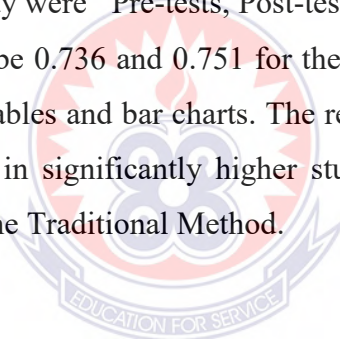 y were Pre-tests, Post-tes
be 0.736 and 0.751 for the
ables and bar charts. The re
in significantly higher stu
ne Traditional Method.
EDUCATION FOR SERVICE